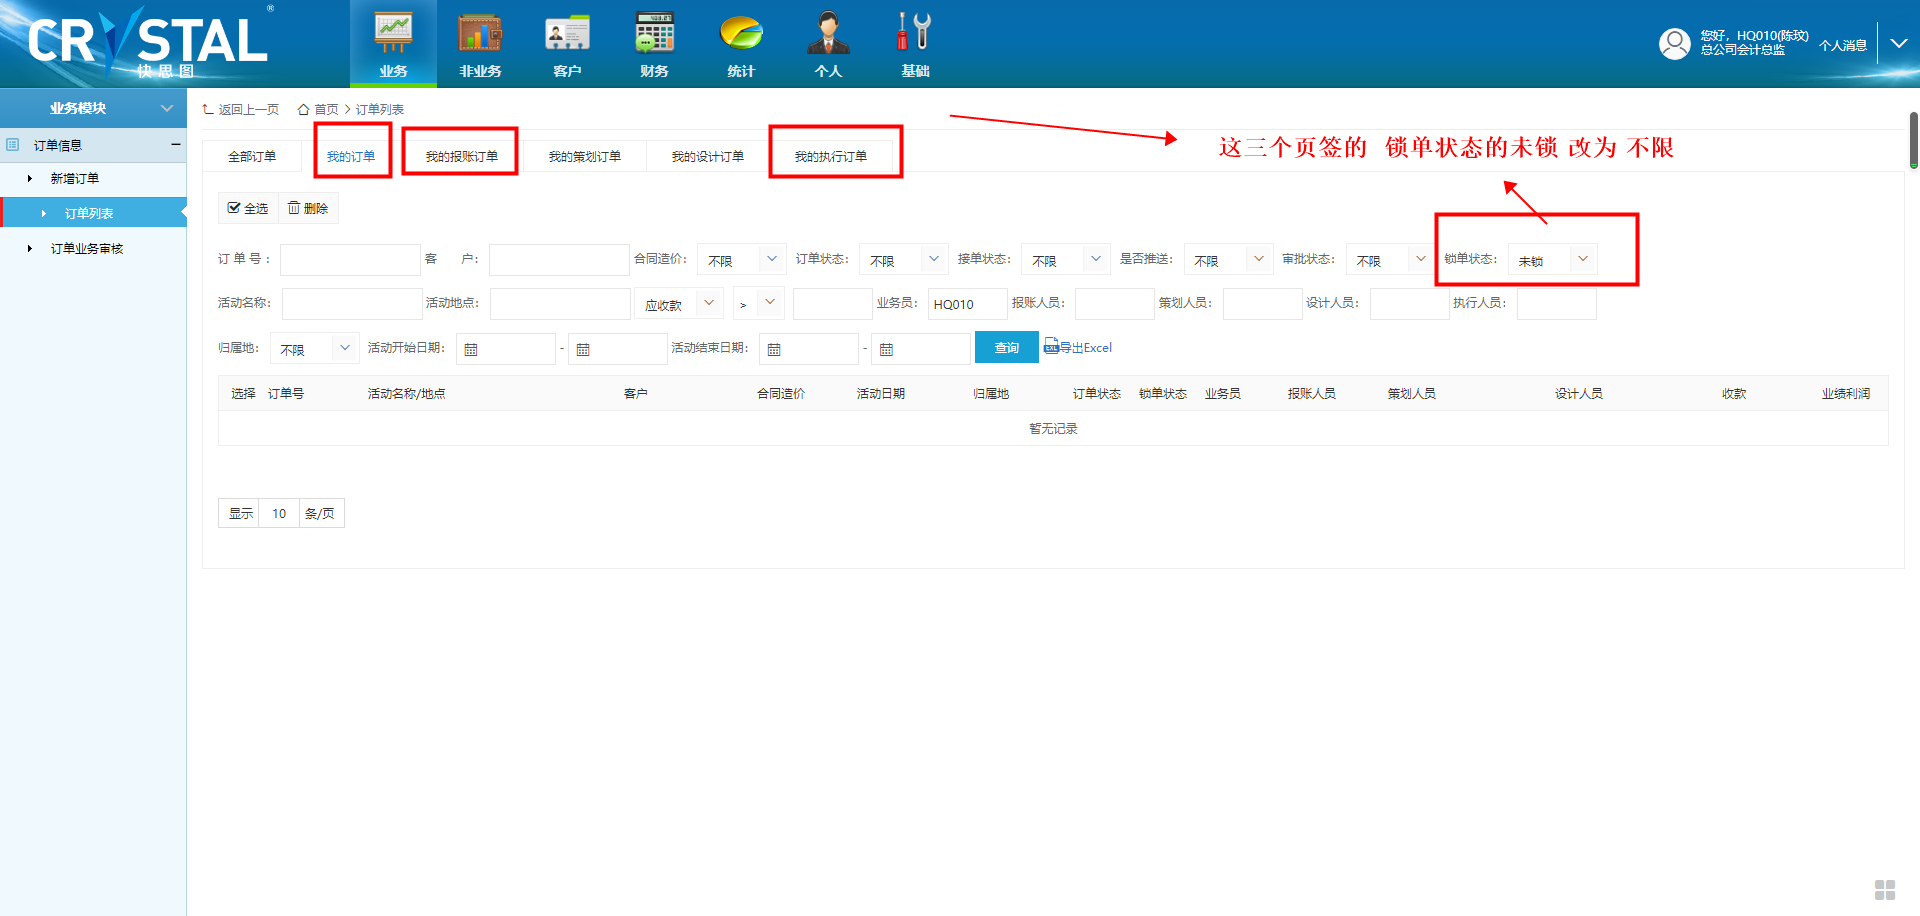 CRYSTAL ®
快思图
业务 非业务 客户 财务 统计 个人 基础
您好，HQ010(陈玟) 个人消息
总公司会计总监
业务模块
返回上一页 首页 订单列表
订单信息
新增订单
订单列表
订单业务审核
全部订单 我的订单 我的报账订单 我的策划订单 我的设计订单 我的执行订单
这三个页签的 锁单状态的未锁 改为 不限
全选 删除
订 单 号： 客 户： 合同造价： 不限 订单状态： 不限 接单状态： 不限 是否推送： 不限 审批状态： 不限 锁单状态： 未锁
活动名称： 活动地点： 应收款 > 业务员： HQ010 报账人员： 策划人员： 设计人员： 执行人员：
归属地： 不限 活动开始日期： - 活动结束日期： - 查询 导出Excel
选择 订单号 活动名称/地点 客户 合同造价 活动日期 归属地 订单状态 锁单状态 业务员 报账人员 策划人员 设计人员 收款 业绩利润
暂无记录
显示 10 条/页